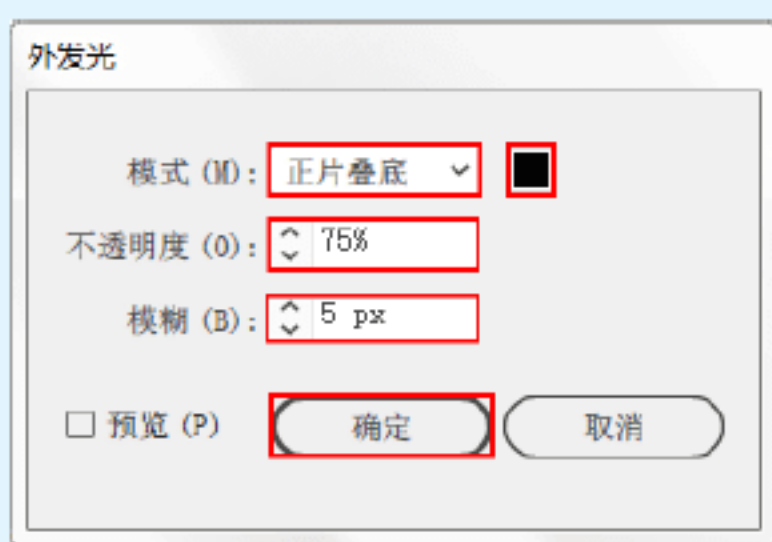 外发光
模式(M): 正片叠底
不透明度(O): 75%
模糊(B): 5 px
预览(P) 确定 取消